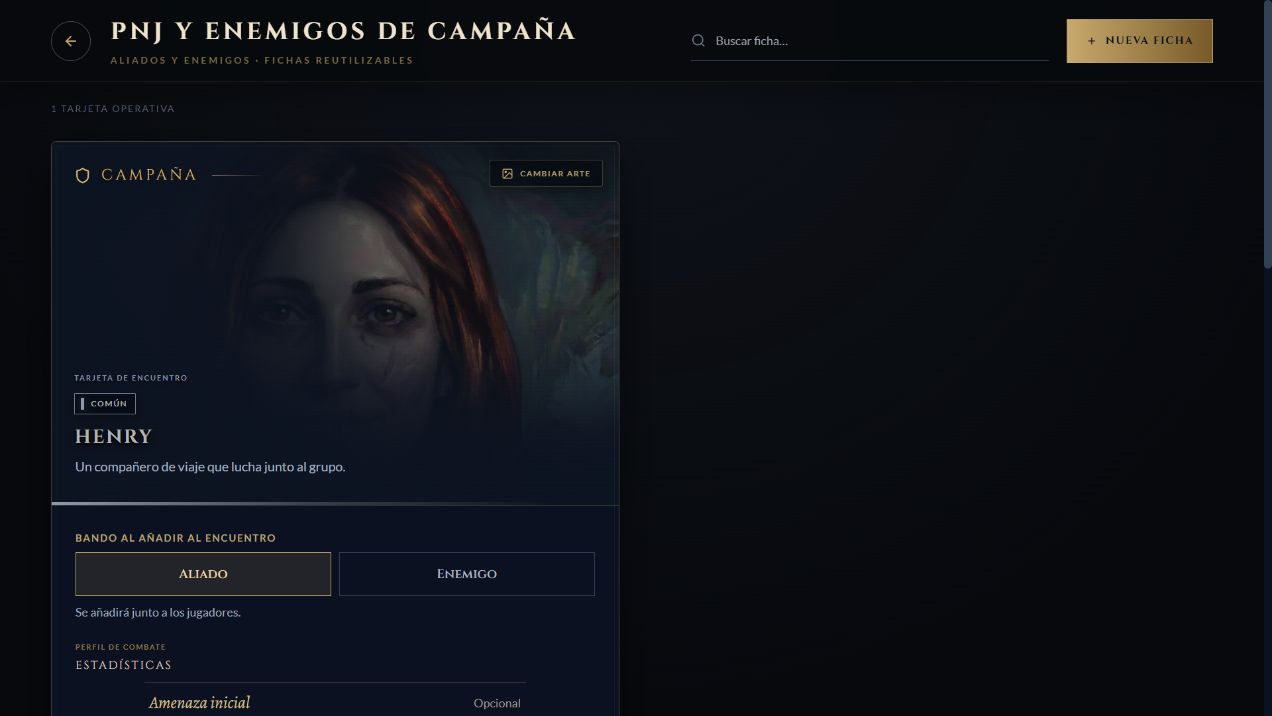 PNJ Y ENEMIGOS DE CAMPAÑA
ALIADOS Y ENEMIGOS · FICHAS REUTILIZABLES
Buscar ficha...
+ NUEVA FICHA
1 TARJETA OPERATIVA
CAMPAÑA
CAMBIAR ARTE
TARJETA DE ENCUENTRO
COMÚN
HENRY
Un compañero de viaje que lucha junto al grupo.
BANDO AL AÑADIR AL ENCUENTRO
ALIADO
ENEMIGO
Se añadirá junto a los jugadores.
PERFIL DE COMBATE
ESTADÍSTICAS
Amenaza inicial
Opcional